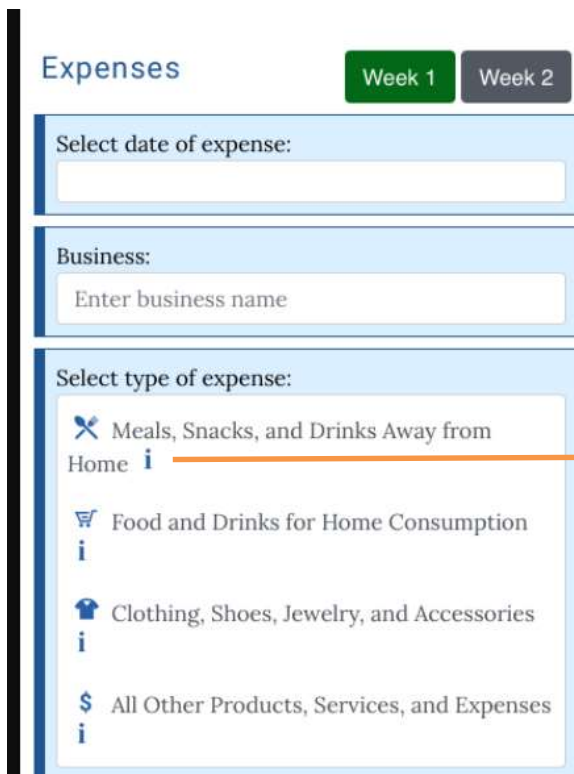 Expenses
Week 1
Week 2
Select date of expense:
Business:
Enter business name
Select type of expense:
Meals, Snacks, and Drinks Away from
Home i
Food and Drinks for Home Consumption
i
Clothing, Shoes, Jewelry, and Accessories
i
$ All Other Products, Services, and Expenses
i